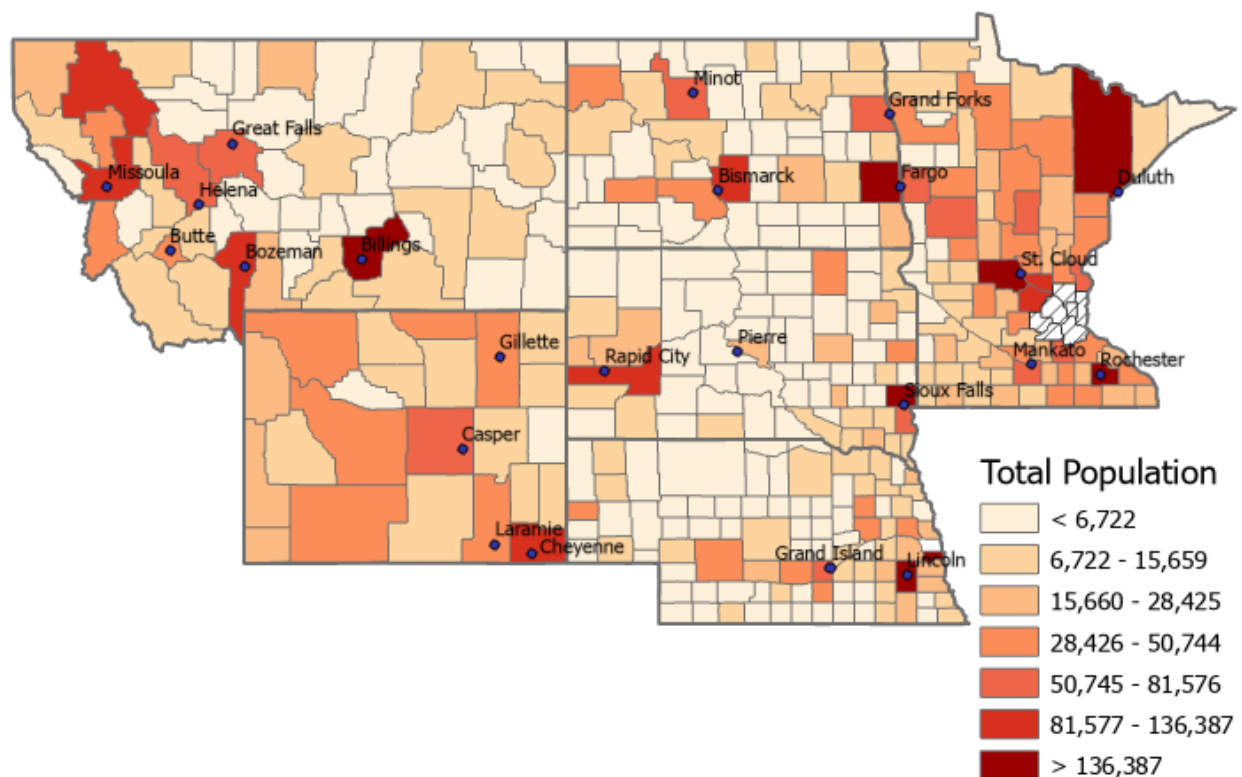 Minot
Grand Forks
Great Falls
Missoula
Bismarck
Fargo
Duluth
Helena
Butte
Bozeman
Billings
St. Cloud
Gillette
Pierre
Rapid City
Mankato
Rochester
Sioux Falls
Casper
Laramie
Cheyenne
Grand Island
Lincoln
Total Population
< 6,722
6,722 - 15,659
15,660 - 28,425
28,426 - 50,744
50,745 - 81,576
81,577 - 136,387
> 136,387